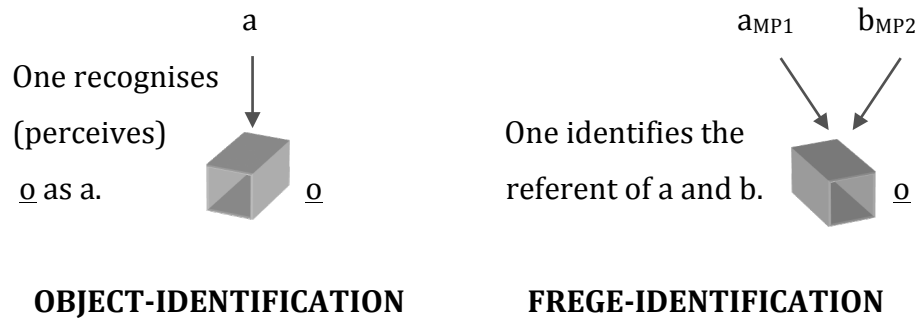 a
One recognises
(perceives)
o as a.
o
OBJECT-IDENTIFICATION
aMP1 bMP2
One identifies the
referent of a and b.
o
FREGE-IDENTIFICATION